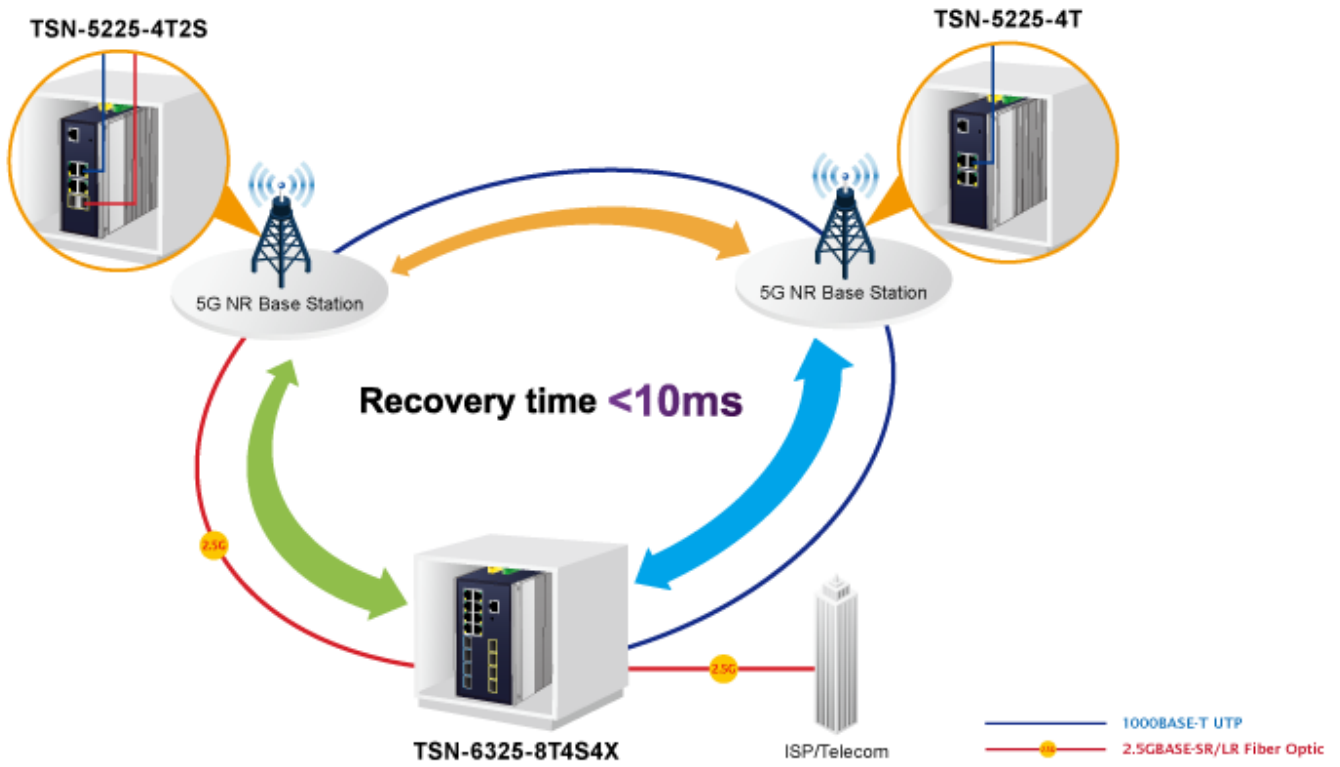 TSN-5225-4T2S
TSN-5225-4T
5G NR Base Station
5G NR Base Station
Recovery time <10ms
2.5G
2.5G
TSN-6325-8T4S4X
ISP/Telecom
1000BASE-T UTP
2.5GBASE-SR/LR Fiber Optic